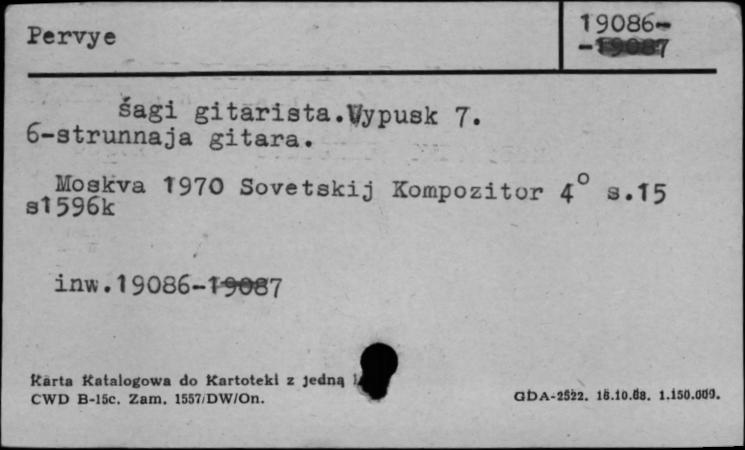 Pervye
19086-
-19087
šagi gitarista.Vypusk 7.
6-strunnaja gitara.
Moskva 1970 Sovetskij Kompozitor 4° s.15
s1596k
inw.19086-19087
Karta Katalogowa do Kartoteki z jedną
CWD B-15c. Zam. 1557/DW/On.
GDA-2522. 18.10.68. 1.150.000.